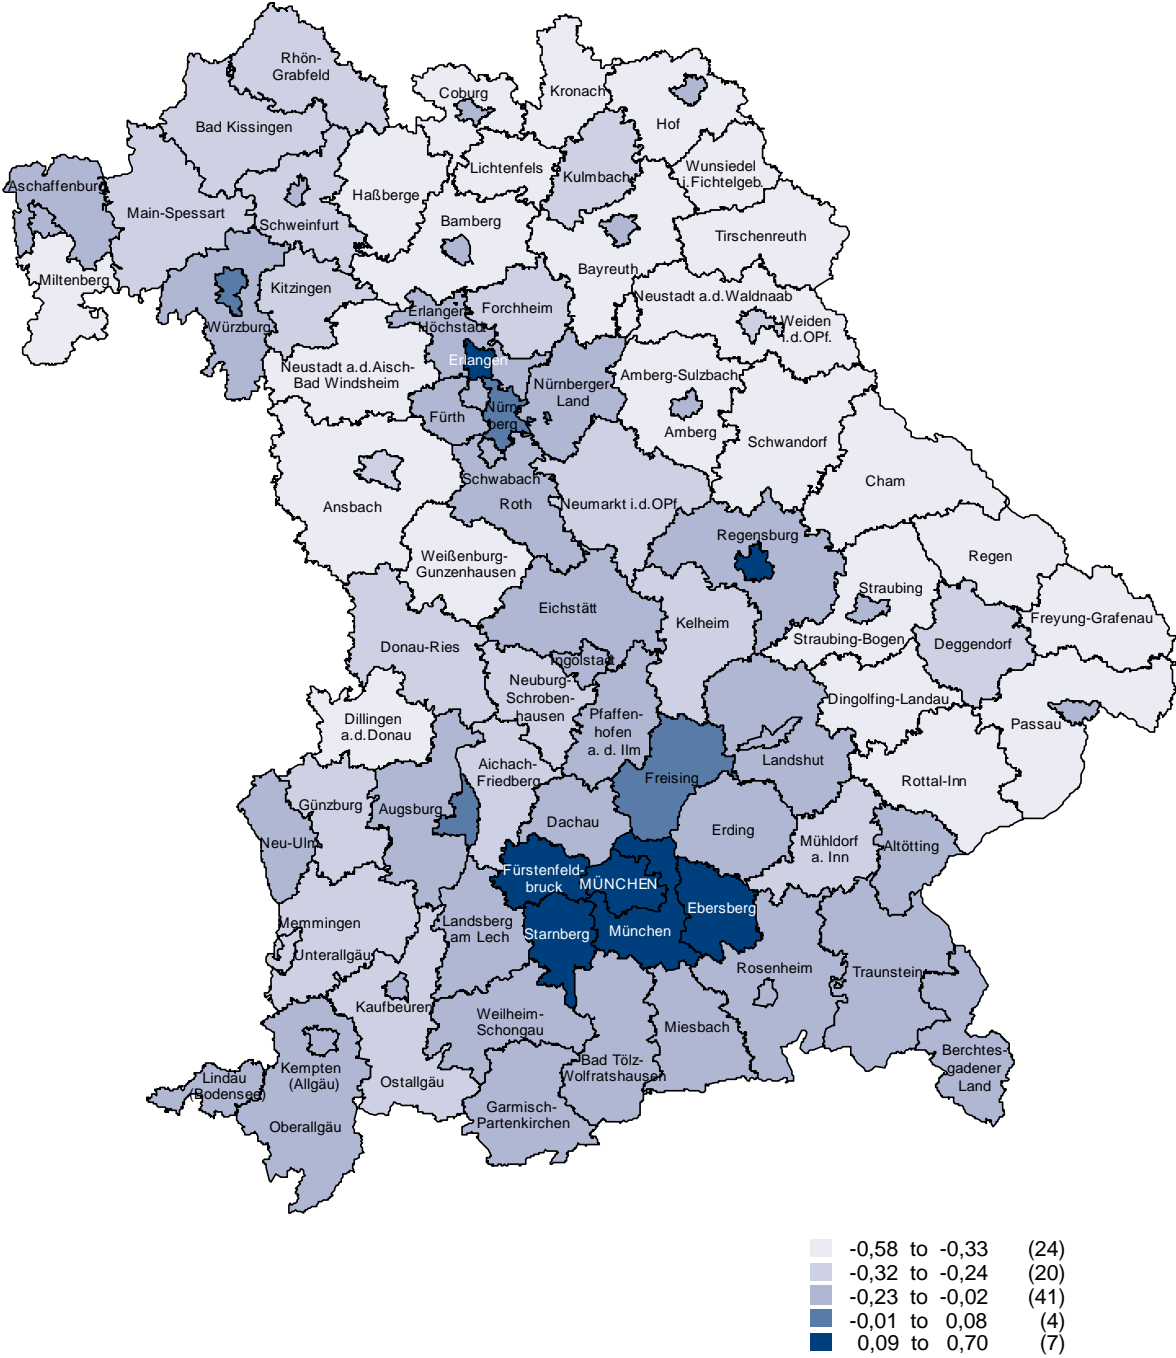 Rhön-
Grabfeld
Coburg
Kronach
Hof
Bad Kissingen
Lichtenfels
Wunsiedel
i.Fichtelgeb.
Kulmbach
Aschaffenburg
Haßberge
Main-Spessart
Schweinfurt
Bamberg
Tirschenreuth
Miltenberg
Bayreuth
Kitzingen
Neustadt a.d.Waldnaab
Erlangen-
Höchstadt
Forchheim
Weiden
i.d.OPf.
Würzburg
Erlangen
Neustadt a.d.Aisch-
Bad Windsheim
Nürnberger
Land
Amberg-Sulzbach
Fürth
Nürn-
berg
Amberg
Schwandorf
Schwabach
Cham
Ansbach
Roth
Neumarkt i.d.OPf.
Regensburg
Weißenburg-
Gunzenhausen
Regen
Straubing
Eichstätt
Kelheim
Freyung-Grafenau
Donau-Ries
Straubing-Bogen
Deggendorf
Ingolstadt
Neuburg-
Schroben-
hausen
Dingolfing-Landau
Dillingen
a.d.Donau
Pfaffen-
hofen
a. d. Ilm
Passau
Aichach-
Friedberg
Landshut
Freising
Rottal-Inn
Günzburg
Augsburg
Dachau
Erding
Neu-Ulm
Mühldorf
a. Inn
Altötting
Fürstenfeld-
bruck
MÜNCHEN
Ebersberg
Memmingen
Landsberg
am Lech
Starnberg
München
Unterallgäu
Rosenheim
Traunstein
Kaufbeuren
Weilheim-
Schongau
Miesbach
Berchtes-
gadener
Land
Bad Tölz-
Wolfratshausen
Kempten
(Allgäu)
Lindau
(Bodensee)
Ostallgäu
Garmisch-
Partenkirchen
Oberallgäu
-0,58 to -0,33 (24)
-0,32 to -0,24 (20)
-0,23 to -0,02 (41)
-0,01 to 0,08 (4)
0,09 to 0,70 (7)